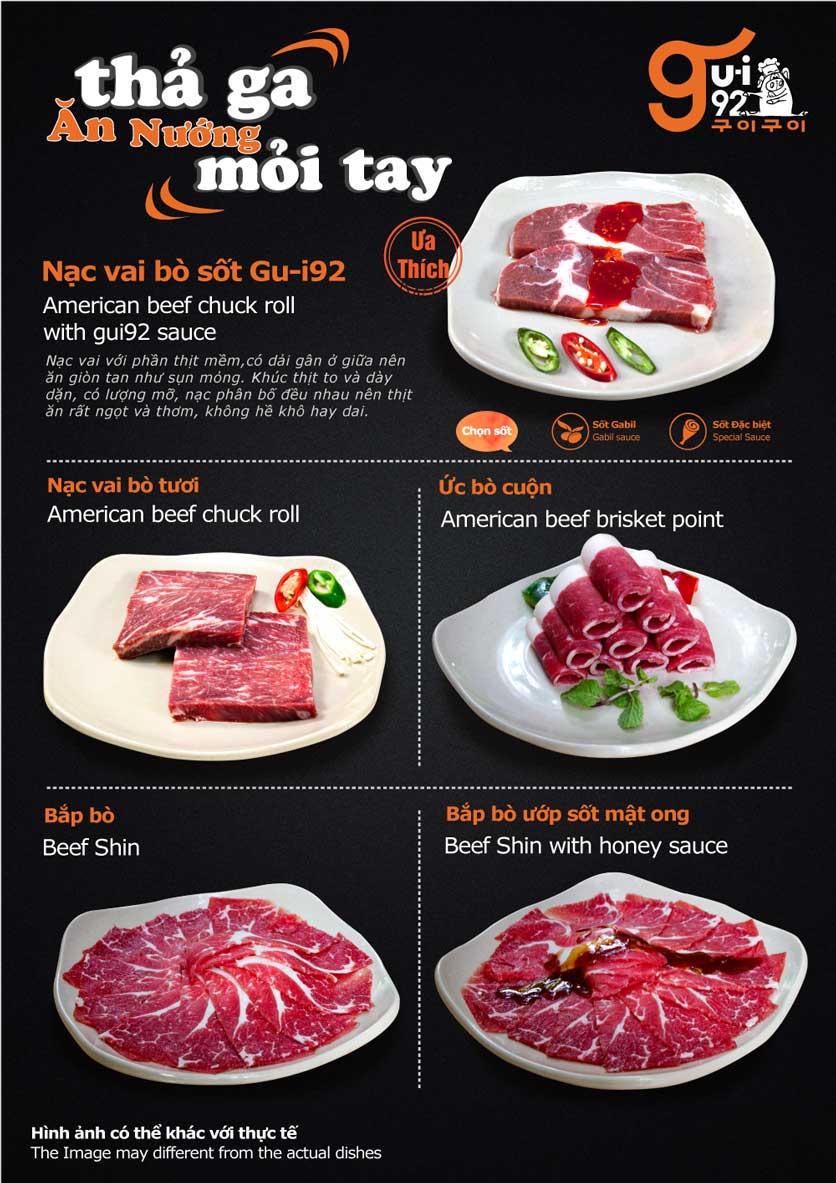 thả ga
Ăn Nướng
mỏi tay
gu-i
92
구이구이
Nạc vai bò sốt Gu-i92
American beef chuck roll
with gui92 sauce
Nạc vai với phần thịt mềm,có dải gân ở giữa nên
ăn giòn tan như sụn mỏng. Khúc thịt to và dày
dặn, có lượng mỡ, nạc phân bố đều nhau nên thịt
ăn rất ngọt và thơm, không hề khô hay dai.
Ưa
Thích
Chọn sốt
Sốt Gabil
Gabil sauce
Sốt Đặc biệt
Special Sauce
Nạc vai bò tươi
American beef chuck roll
Ức bò cuộn
American beef brisket point
Bắp bò
Beef Shin
Bắp bò ướp sốt mật ong
Beef Shin with honey sauce
Hình ảnh có thể khác với thực tế
The Image may different from the actual dishes